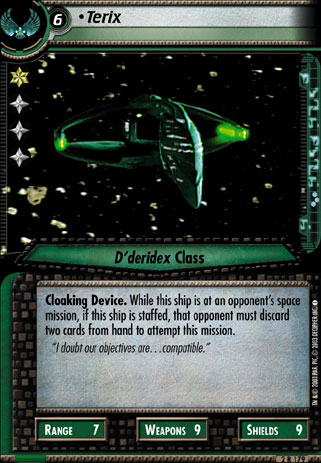 6
•Terix
D'deridex Class
Cloaking Device. While this ship is at an opponent's space
mission, if this ship is staffed, that opponent must discard
two cards from hand to attempt this mission.
"I doubt our objectives are. . .compatible."
RANGE 7 WEAPONS 9 SHIELDS 9
2 R 179